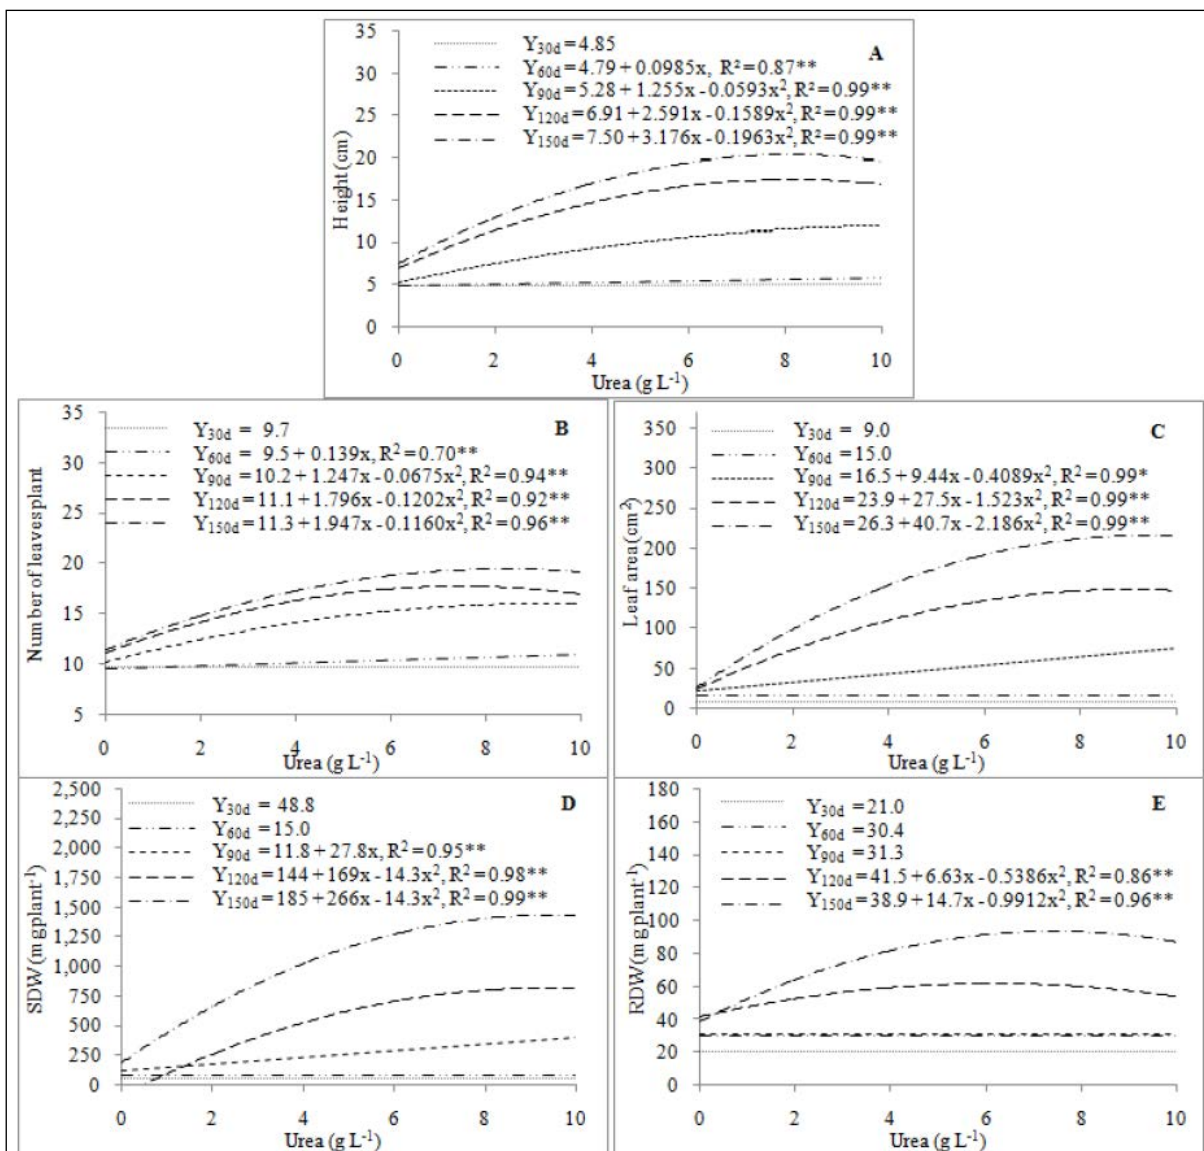 35
30
25
20
15
10
5
0
Y30d = 4.85
Y60d = 4.79 + 0.0985x, R² = 0.87**
Y90d = 5.28 + 1.255x - 0.0593x², R² = 0.99**
Y120d = 6.91 + 2.591x - 0.1589x², R² = 0.99**
Y150d = 7.50 + 3.176x - 0.1963x², R² = 0.99**
A
Height (cm)
0 2 4 6 8 10
Urea (g L⁻¹)
35
30
25
20
15
10
5
Y30d = 9.7
Y60d = 9.5 + 0.139x, R² = 0.70**
Y90d = 10.2 + 1.247x - 0.0675x², R² = 0.94**
Y120d = 11.1 + 1.796x - 0.1202x², R² = 0.92**
Y150d = 11.3 + 1.947x - 0.1160x², R² = 0.96**
B
Number of leavesplant
0 2 4 6 8 10
Urea (g L⁻¹)
350
300
250
200
150
100
50
0
Y30d = 9.0
Y60d = 15.0
Y90d = 16.5 + 9.44x - 0.4089x², R² = 0.99*
Y120d = 23.9 + 27.5x - 1.523x², R² = 0.99**
Y150d = 26.3 + 40.7x - 2.186x², R² = 0.99**
C
Leaf area (cm²)
0 2 4 6 8 10
Urea (g L⁻¹)
2,500
2,250
2,000
1,750
1,500
1,250
1,000
750
500
250
0
Y30d = 48.8
Y60d = 15.0
Y90d = 11.8 + 27.8x, R² = 0.95**
Y120d = 144 + 169x - 14.3x², R² = 0.98**
Y150d = 185 + 266x - 14.3x², R² = 0.99**
D
SDW (mg plant⁻¹)
0 2 4 6 8 10
Urea (g L⁻¹)
180
160
140
120
100
80
60
40
20
0
Y30d = 21.0
Y60d = 30.4
Y90d = 31.3
Y120d = 41.5 + 6.63x - 0.5386x², R² = 0.86**
Y150d = 38.9 + 14.7x - 0.9912x², R² = 0.96**
E
RDW (mg plant⁻¹)
0 2 4 6 8 10
Urea (g L⁻¹)